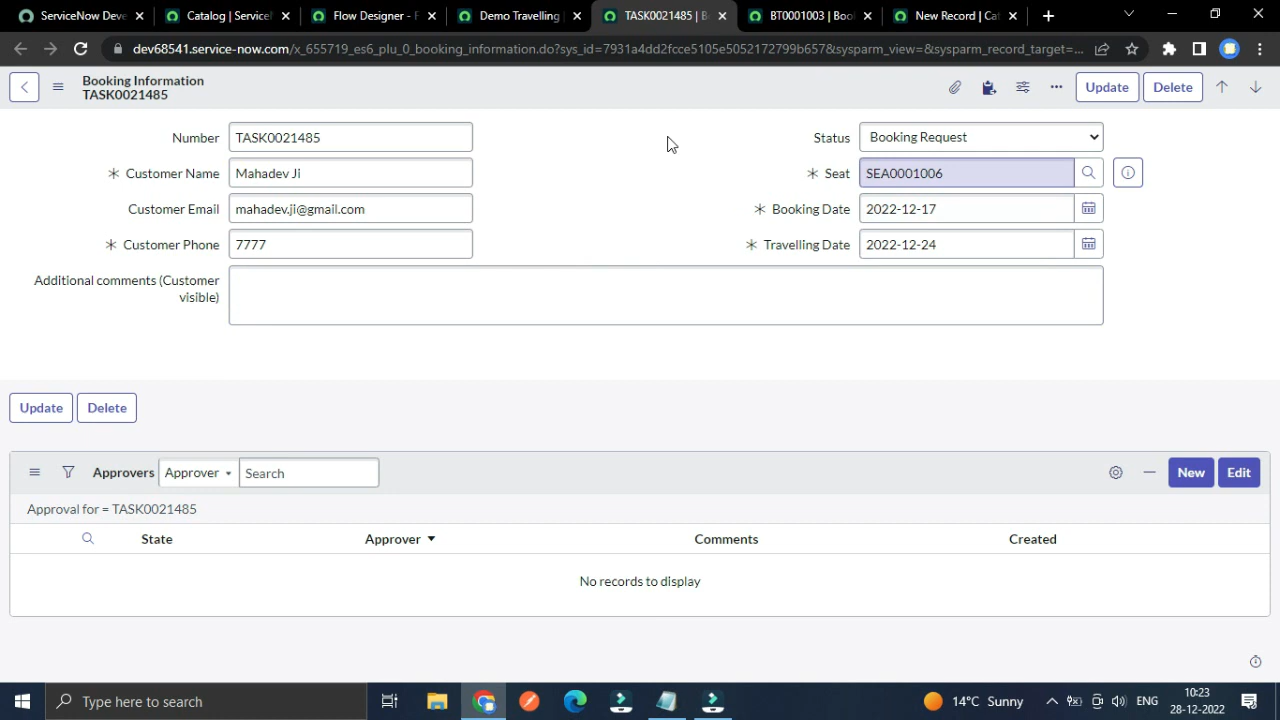 ServiceNow Deve
Catalog | Service
Flow Designer - F
Demo Travelling
TASK0021485 | B
BT0001003 | Boo
New Record | Ca
dev68541.service-now.com/x_655719_es6_plu_0_booking_information.do?sys_id=7931a4dd2fcce5105e5052172799b657&sysparm_view=&sysparm_record_target=...
Booking Information
TASK0021485
Update
Delete
Number
TASK0021485
Status
Booking Request
Customer Name
Mahadev Ji
Seat
SEA0001006
Customer Email
mahadev.ji@gmail.com
Booking Date
2022-12-17
Customer Phone
7777
Travelling Date
2022-12-24
Additional comments (Customer
visible)
Update
Delete
Approvers
Approver
Search
New
Edit
Approval for = TASK0021485
State
Approver
Comments
Created
No records to display
Type here to search
14°C Sunny
ENG
10:23
28-12-2022